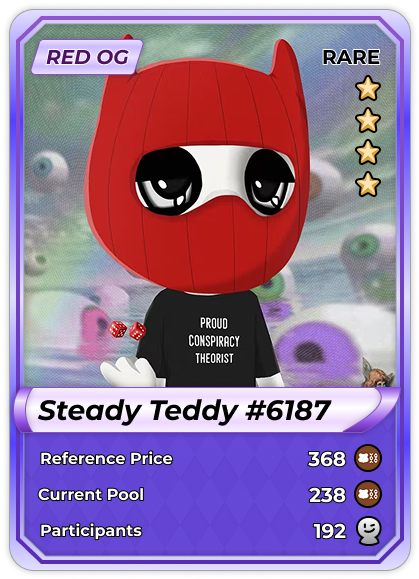 RED OG
RARE
PROUD
CONSPIRACY
THEORIST
Steady Teddy #6187
Reference Price 368
Current Pool 238
Participants 192